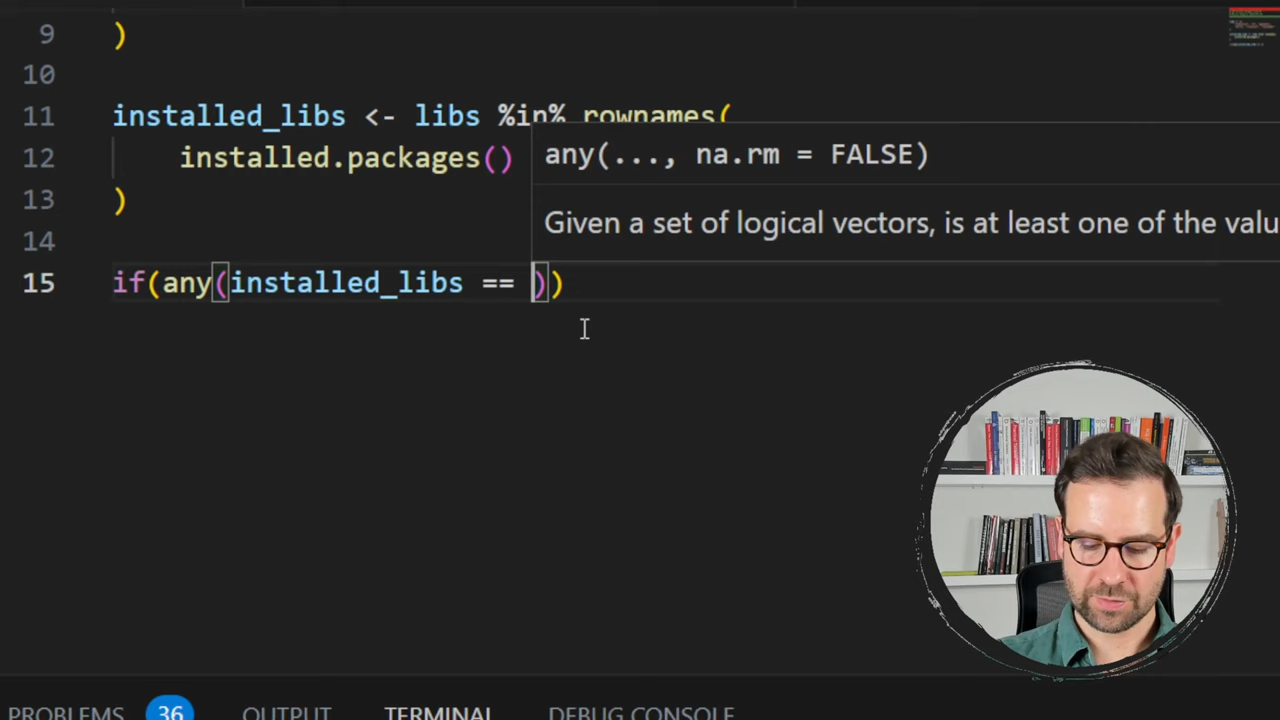 9 )
10
11 installed_libs <- libs %in% rownames(
12 installed.packages()
any(..., na.rm = FALSE)
13 )
Given a set of logical vectors, is at least one of the valu
14
15 if(any(installed_libs == ))
PROBLEMS 36 OUTPUT TERMINAL DEBUG CONSOLE